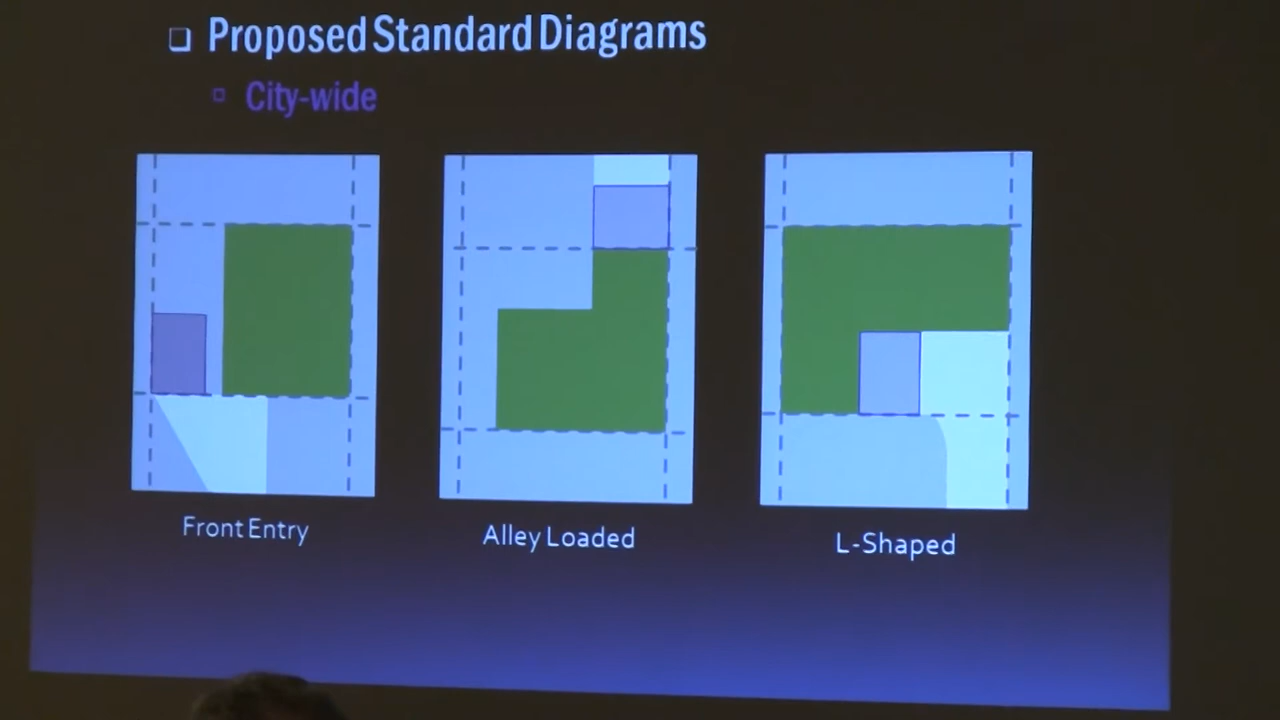 Proposed Standard Diagrams
City-wide
Front Entry
Alley Loaded
L-Shaped